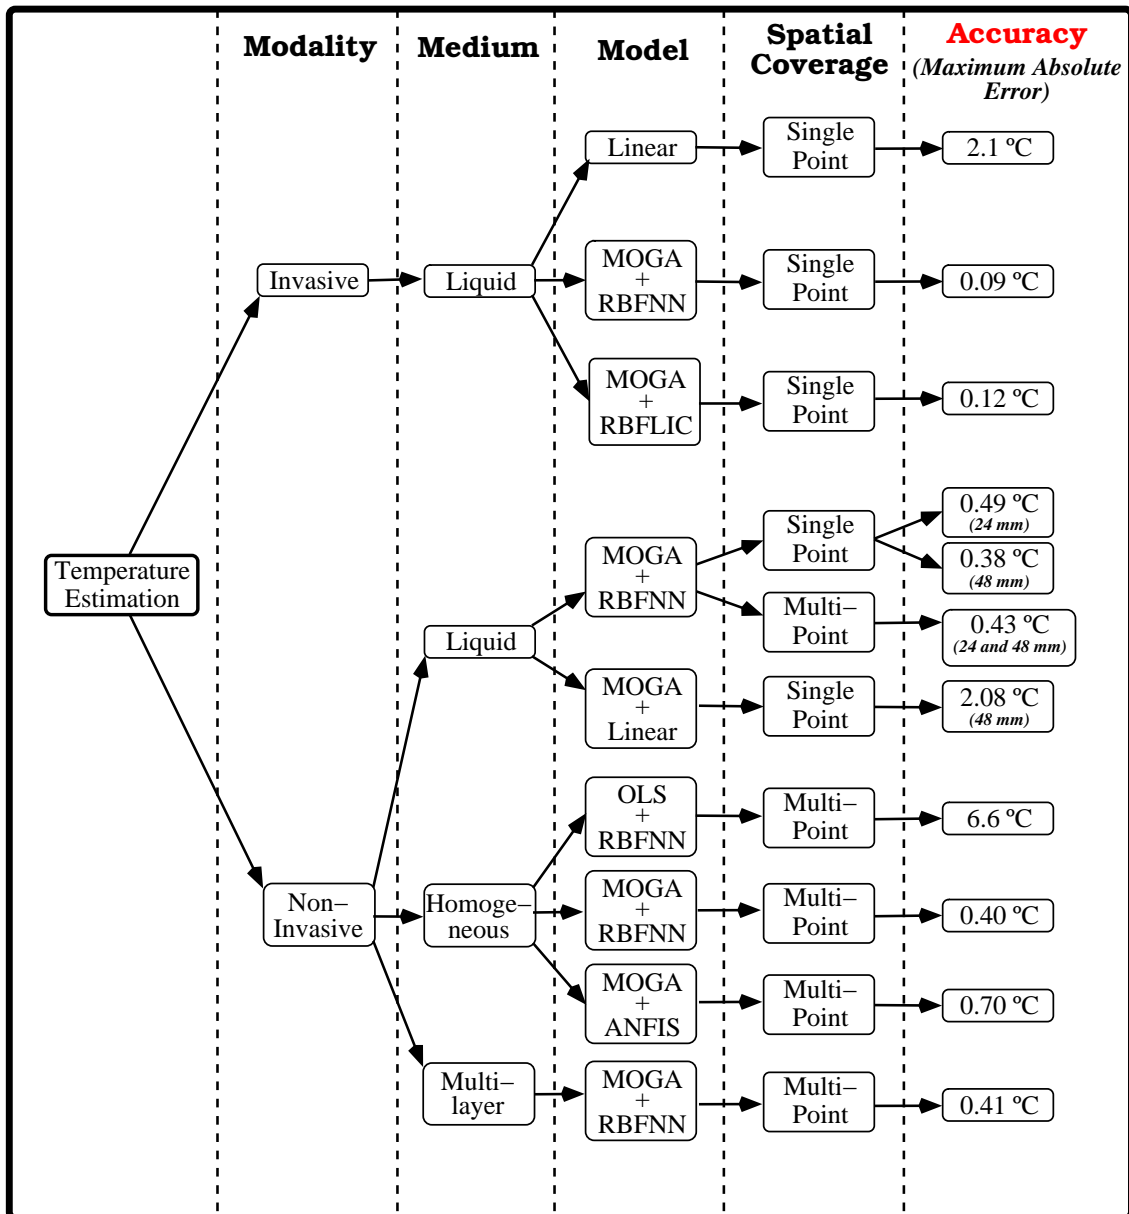 Modality
Medium
Model
Spatial
Coverage
Accuracy
(Maximum Absolute
Error)
Linear
Single
Point
2.1 ºC
Invasive
Liquid
MOGA
+
RBFNN
Single
Point
0.09 ºC
MOGA
+
RBFLIC
Single
Point
0.12 ºC
Temperature
Estimation
Liquid
MOGA
+
RBFNN
Single
Point
0.49 ºC
(24 mm)
0.38 ºC
(48 mm)
Multi−
Point
0.43 ºC
(24 and 48 mm)
MOGA
+
Linear
Single
Point
2.08 ºC
(48 mm)
Non−
Invasive
Homoge−
neous
OLS
+
RBFNN
Multi−
Point
6.6 ºC
MOGA
+
RBFNN
Multi−
Point
0.40 ºC
MOGA
+
ANFIS
Multi−
Point
0.70 ºC
Multi−
layer
MOGA
+
RBFNN
Multi−
Point
0.41 ºC